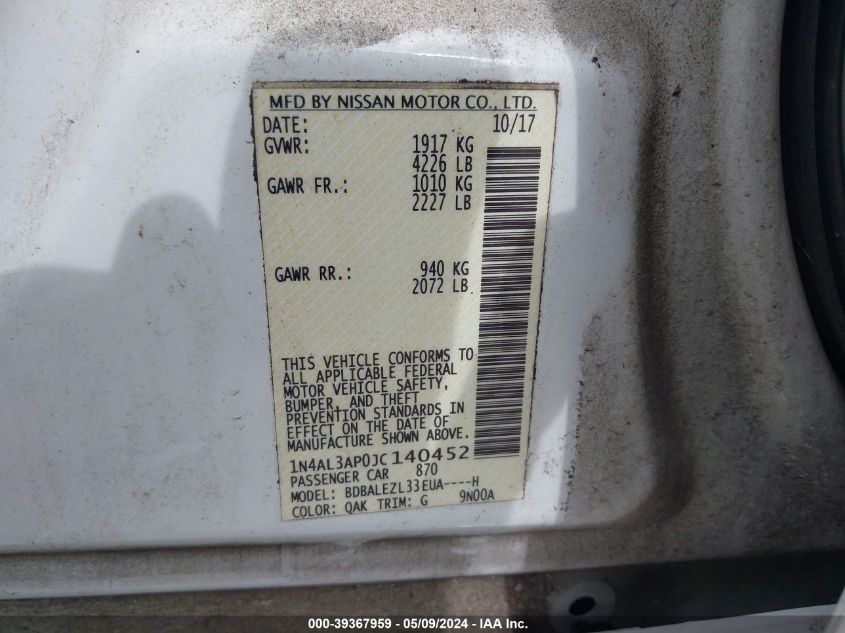 MFD BY NISSAN MOTOR CO., LTD.
DATE: 10/17
GVWR: 1917 KG
4226 LB
GAWR FR.: 1010 KG
2227 LB
GAWR RR.: 940 KG
2072 LB
THIS VEHICLE CONFORMS TO
ALL APPLICABLE FEDERAL
MOTOR VEHICLE SAFETY,
BUMPER, AND THEFT
PREVENTION STANDARDS IN
EFFECT ON THE DATE OF
MANUFACTURE SHOWN ABOVE.
1N4AL3AP0JC140452
PASSENGER CAR 870
MODEL: BDBALEZL33EUA----H
COLOR: QAK TRIM: G 9N00A
000-39367959 - 05/09/2024 - IAA Inc.